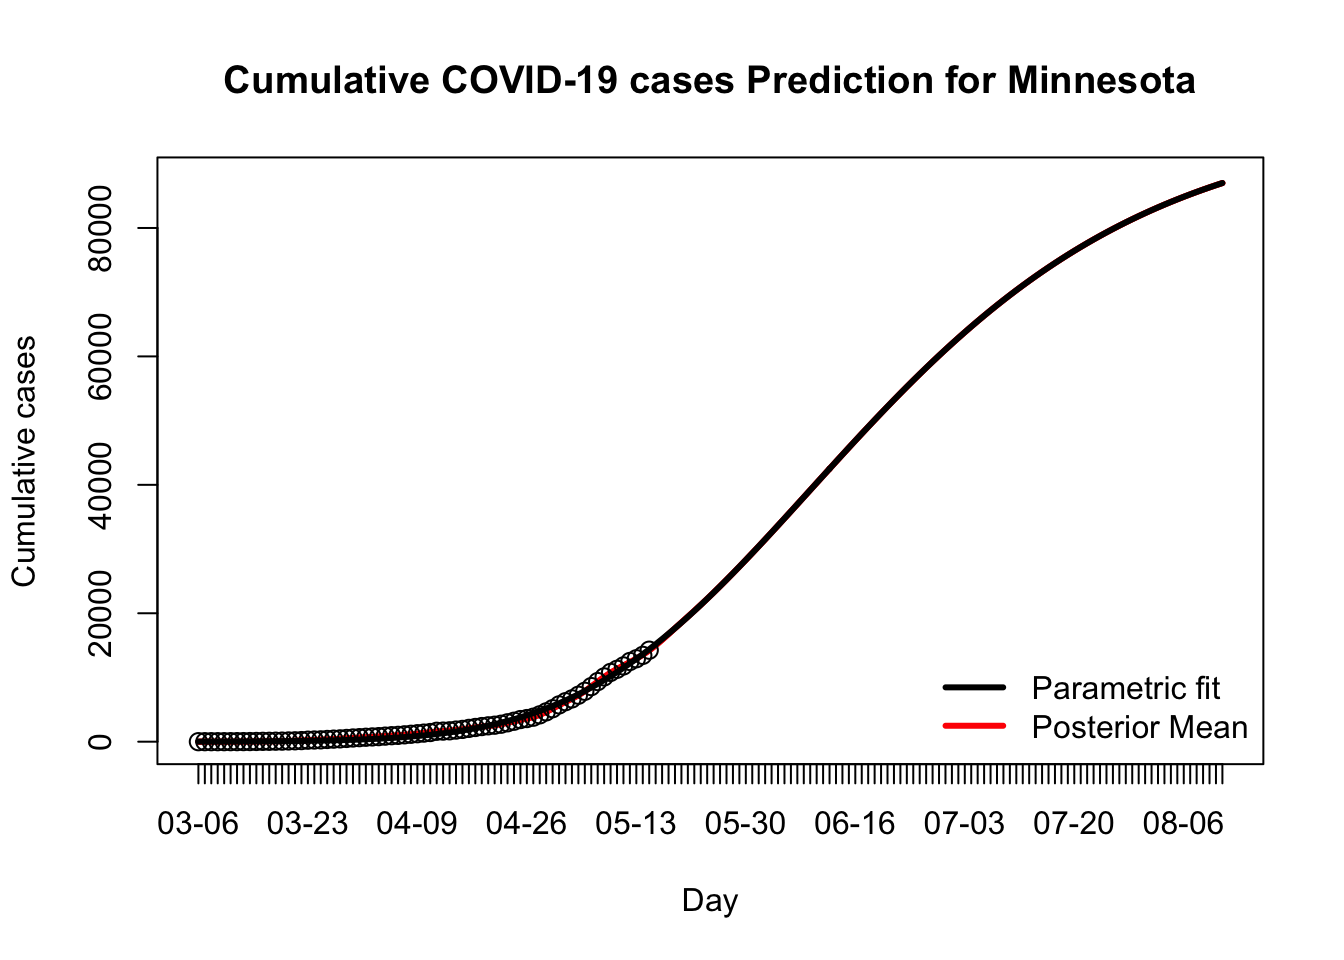 Cumulative COVID-19 cases Prediction for Minnesota
Cumulative cases
80000
60000
40000
20000
0
Parametric fit
Posterior Mean
03-06 03-23 04-09 04-26 05-13 05-30 06-16 07-03 07-20 08-06
Day